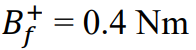 B_f^+ = 0.4 Nm